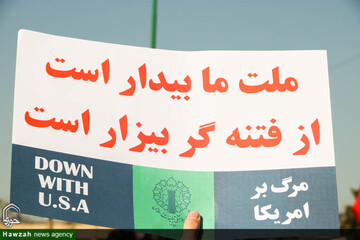 ملت ما بیدار است
از فتنه گر بیزار است
DOWN
WITH
U.S.A
مرگ بر
امریکا
Hawzah news agency